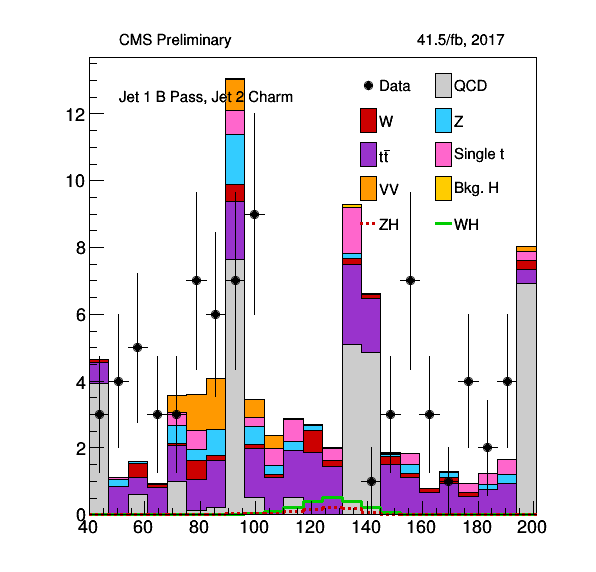 CMS Preliminary 41.5/fb, 2017
Jet 1 B Pass, Jet 2 Charm
Data QCD
W Z
tt̄ Single t
VV Bkg. H
ZH WH
12
10
8
6
4
2
0
40 60 80 100 120 140 160 180 200